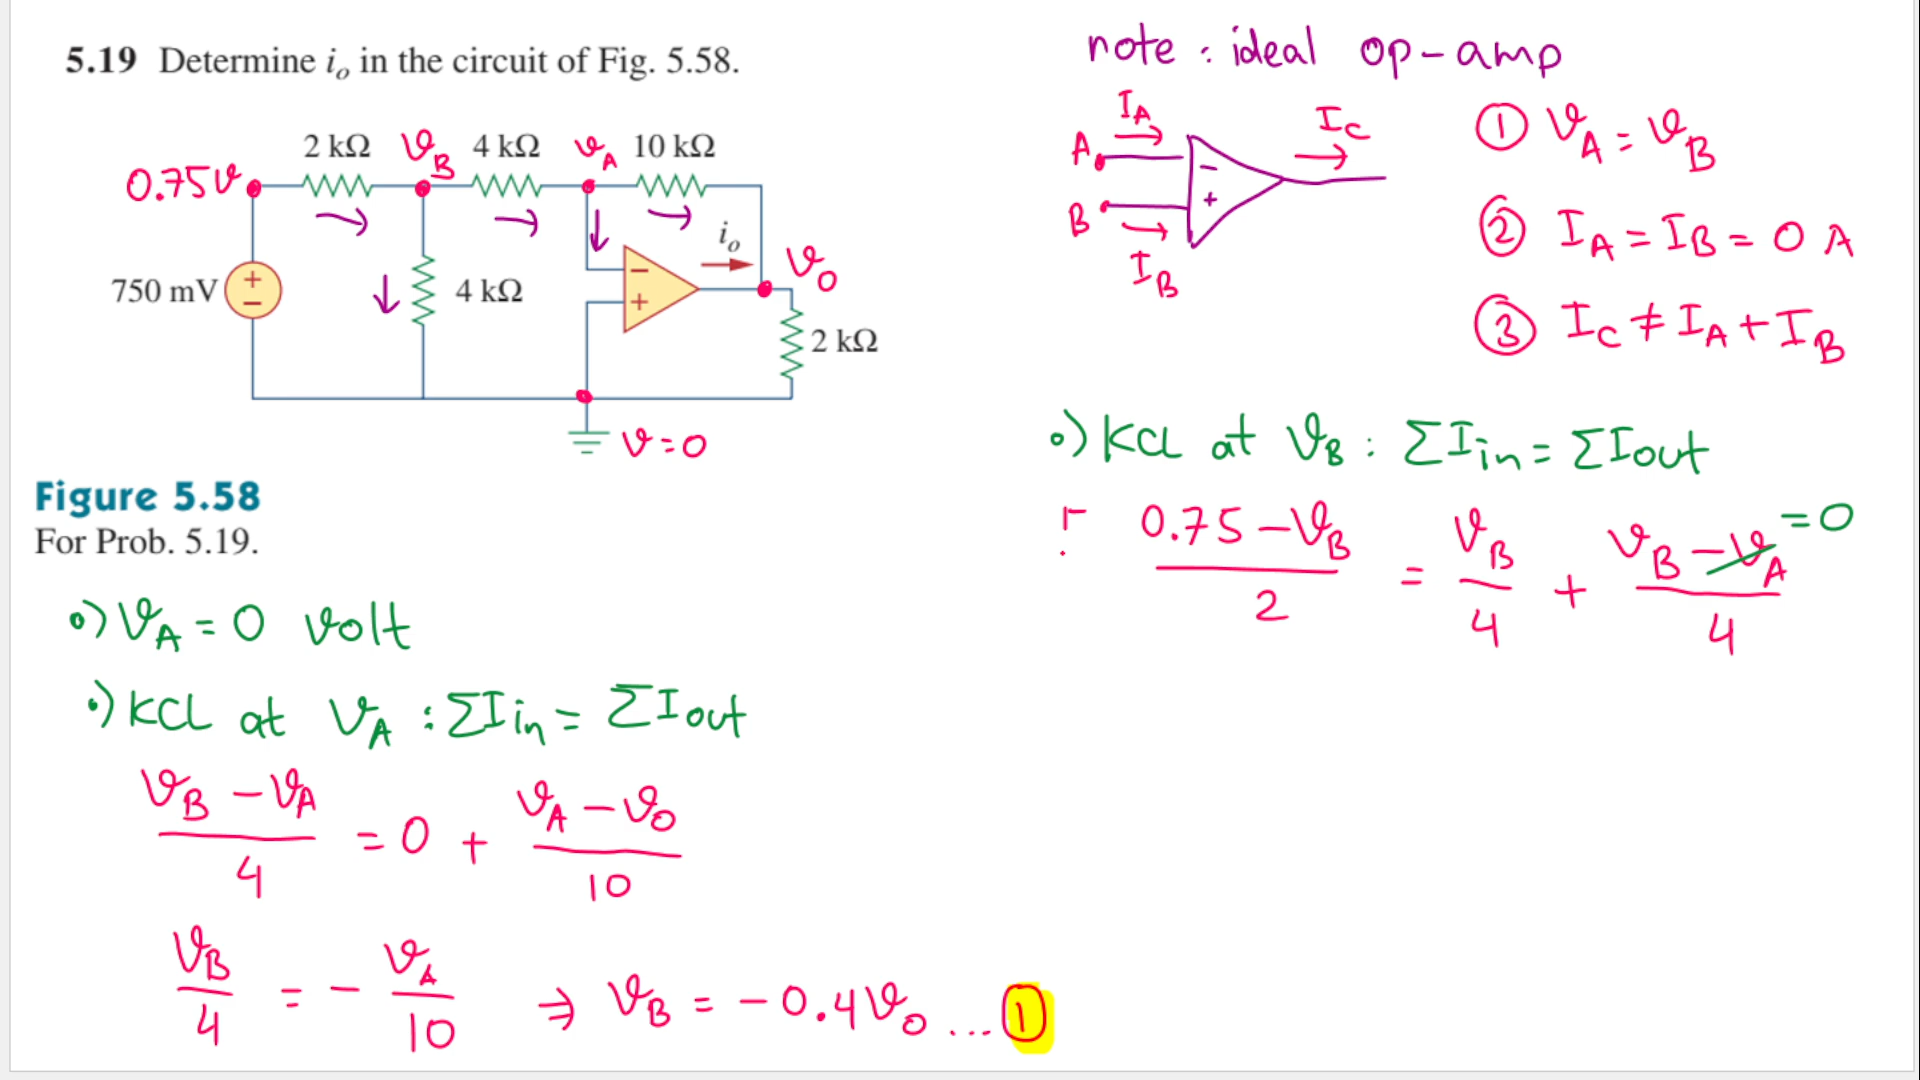 5.19 Determine i_o in the circuit of Fig. 5.58.
2 kΩ v_B 4 kΩ v_A 10 kΩ
0.75v
i_o
v_o
750 mV + − 4 kΩ − +
2 kΩ
v=0
Figure 5.58
For Prob. 5.19.
•) v_A = 0 volt
•) KCL at v_A : ΣI_in = ΣI_out
(v_B − v_A)/4 = 0 + (v_A − v_o)/10
v_B/4 = − v_A/10 ⇒ v_B = −0.4v_o ...①
note : ideal op-amp
I_A I_C
A −
B +
I_B
① v_A = v_B
② I_A = I_B = 0 A
③ I_C ≠ I_A + I_B
•) KCL at v_B : ΣI_in = ΣI_out
(0.75 − v_B)/2 = v_B/4 + (v_B − v_A)/4 =0